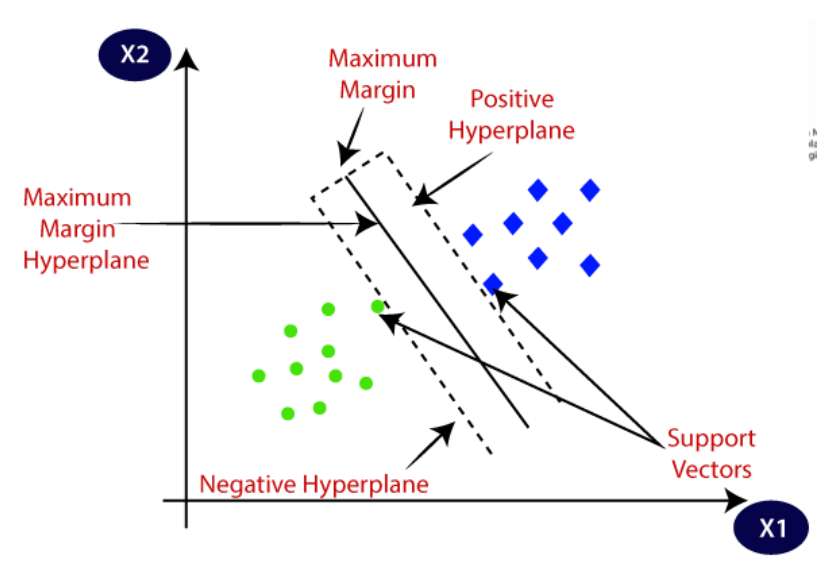 X2
Maximum
Margin
Positive
Hyperplane
Maximum
Margin
Hyperplane
Support
Vectors
Negative Hyperplane
X1